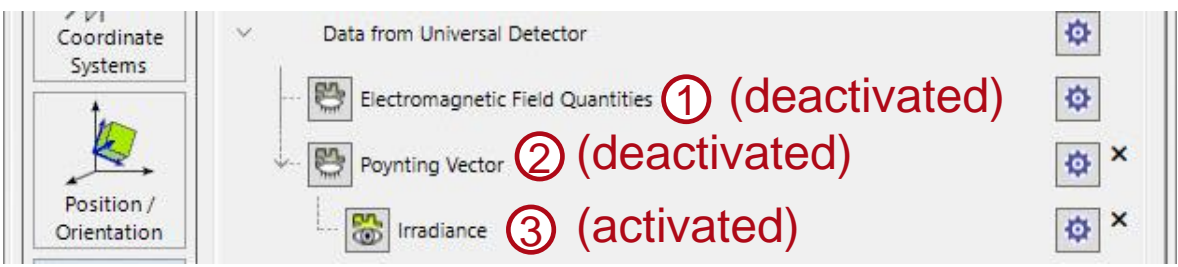 Coordinate
Systems
Data from Universal Detector
Electromagnetic Field Quantities ① (deactivated)
Poynting Vector ② (deactivated)
Position /
Orientation
Irradiance ③ (activated)